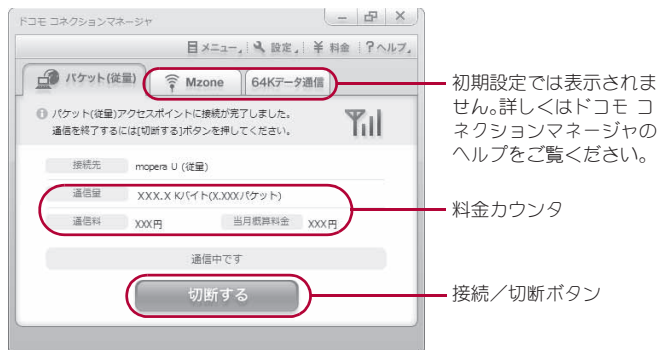 ドコモ コネクションマネージャ
メニュー 設定 ¥ 料金 ? ヘルプ
パケット(従量) Mzone 64Kデータ通信
パケット(従量)アクセスポイントに接続が完了しました。
通信を終了するには[切断する]ボタンを押してください。
接続先 mopera U (従量)
通信量 XXX.X Kバイト(X.XXXパケット)
通信料 XXX円 当月概算料金 XXX円
通信中です
切断する
初期設定では表示されま
せん。詳しくはドコモ コ
ネクションマネージャの
ヘルプをご覧ください。
料金カウンタ
接続／切断ボタン